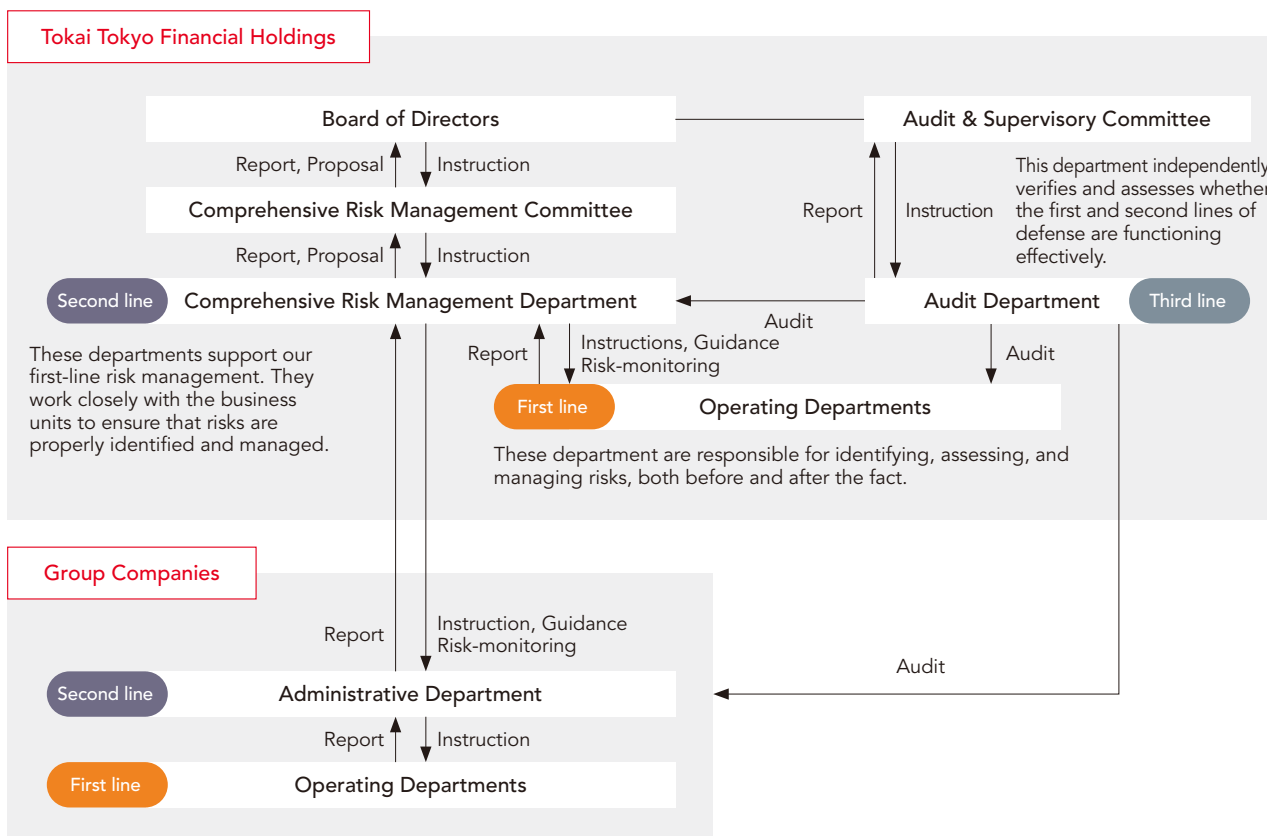 Tokai Tokyo Financial Holdings
Board of Directors
Audit & Supervisory Committee
Report, Proposal
Instruction
Comprehensive Risk Management Committee
Report
Instruction
This department independently
verifies and assesses whether
the first and second lines of
defense are functioning
effectively.
Report, Proposal
Instruction
Second line
Comprehensive Risk Management Department
Audit
Audit Department
Third line
These departments support our
first-line risk management. They
work closely with the business
units to ensure that risks are
properly identified and managed.
Report
Instructions, Guidance
Risk-monitoring
Audit
First line
Operating Departments
These department are responsible for identifying, assessing, and
managing risks, both before and after the fact.
Group Companies
Report
Instruction, Guidance
Risk-monitoring
Audit
Second line
Administrative Department
Report
Instruction
First line
Operating Departments